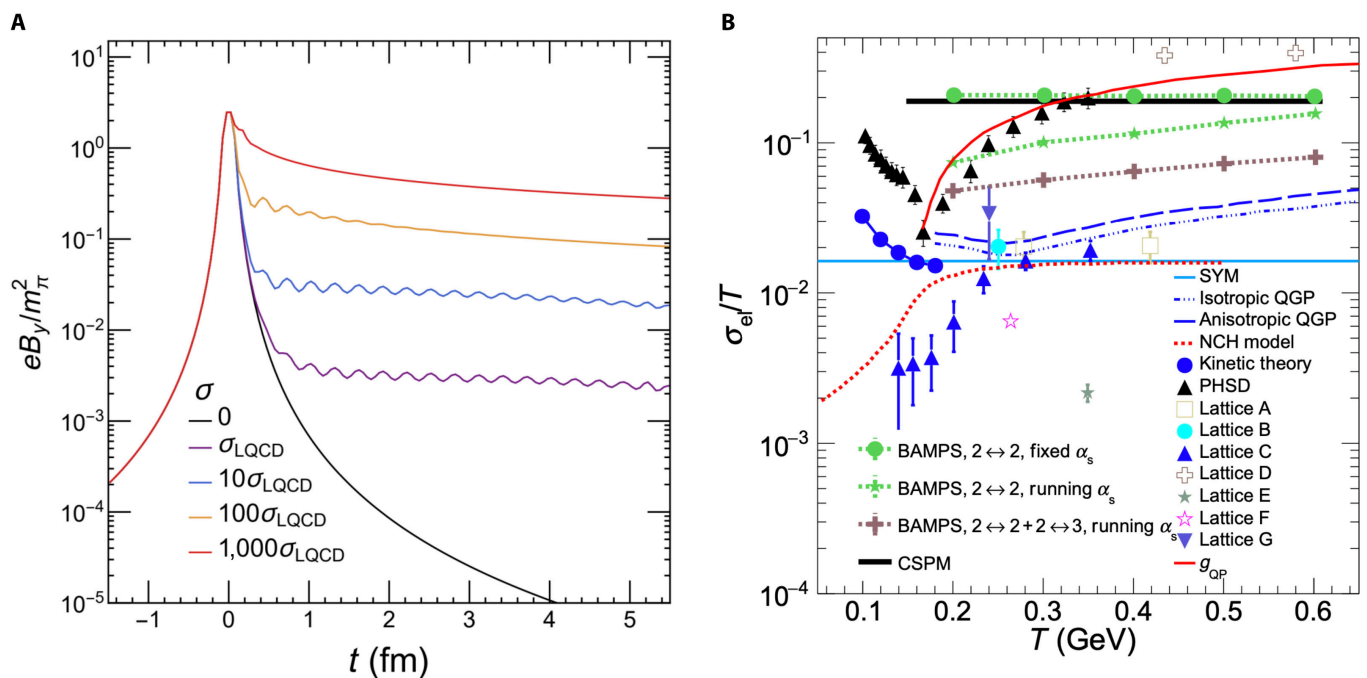 A
eB_y/m_π^2
10^1
10^0
10^-1
10^-2
10^-3
10^-4
10^-5
σ
0
σ_LQCD
10σ_LQCD
100σ_LQCD
1,000σ_LQCD
−1 0 1 2 3 4 5
t (fm)
B
σ_el/T
10^−1
10^−2
10^−3
10^−4
SYM
Isotropic QGP
Anisotropic QGP
NCH model
Kinetic theory
PHSD
Lattice A
Lattice B
Lattice C
Lattice D
Lattice E
Lattice F
Lattice G
g_QP
BAMPS, 2 ↔ 2, fixed α_s
BAMPS, 2 ↔ 2, running α_s
BAMPS, 2 ↔ 2 + 2 ↔ 3, running α_s
CSPM
0.1 0.2 0.3 0.4 0.5 0.6
T (GeV)